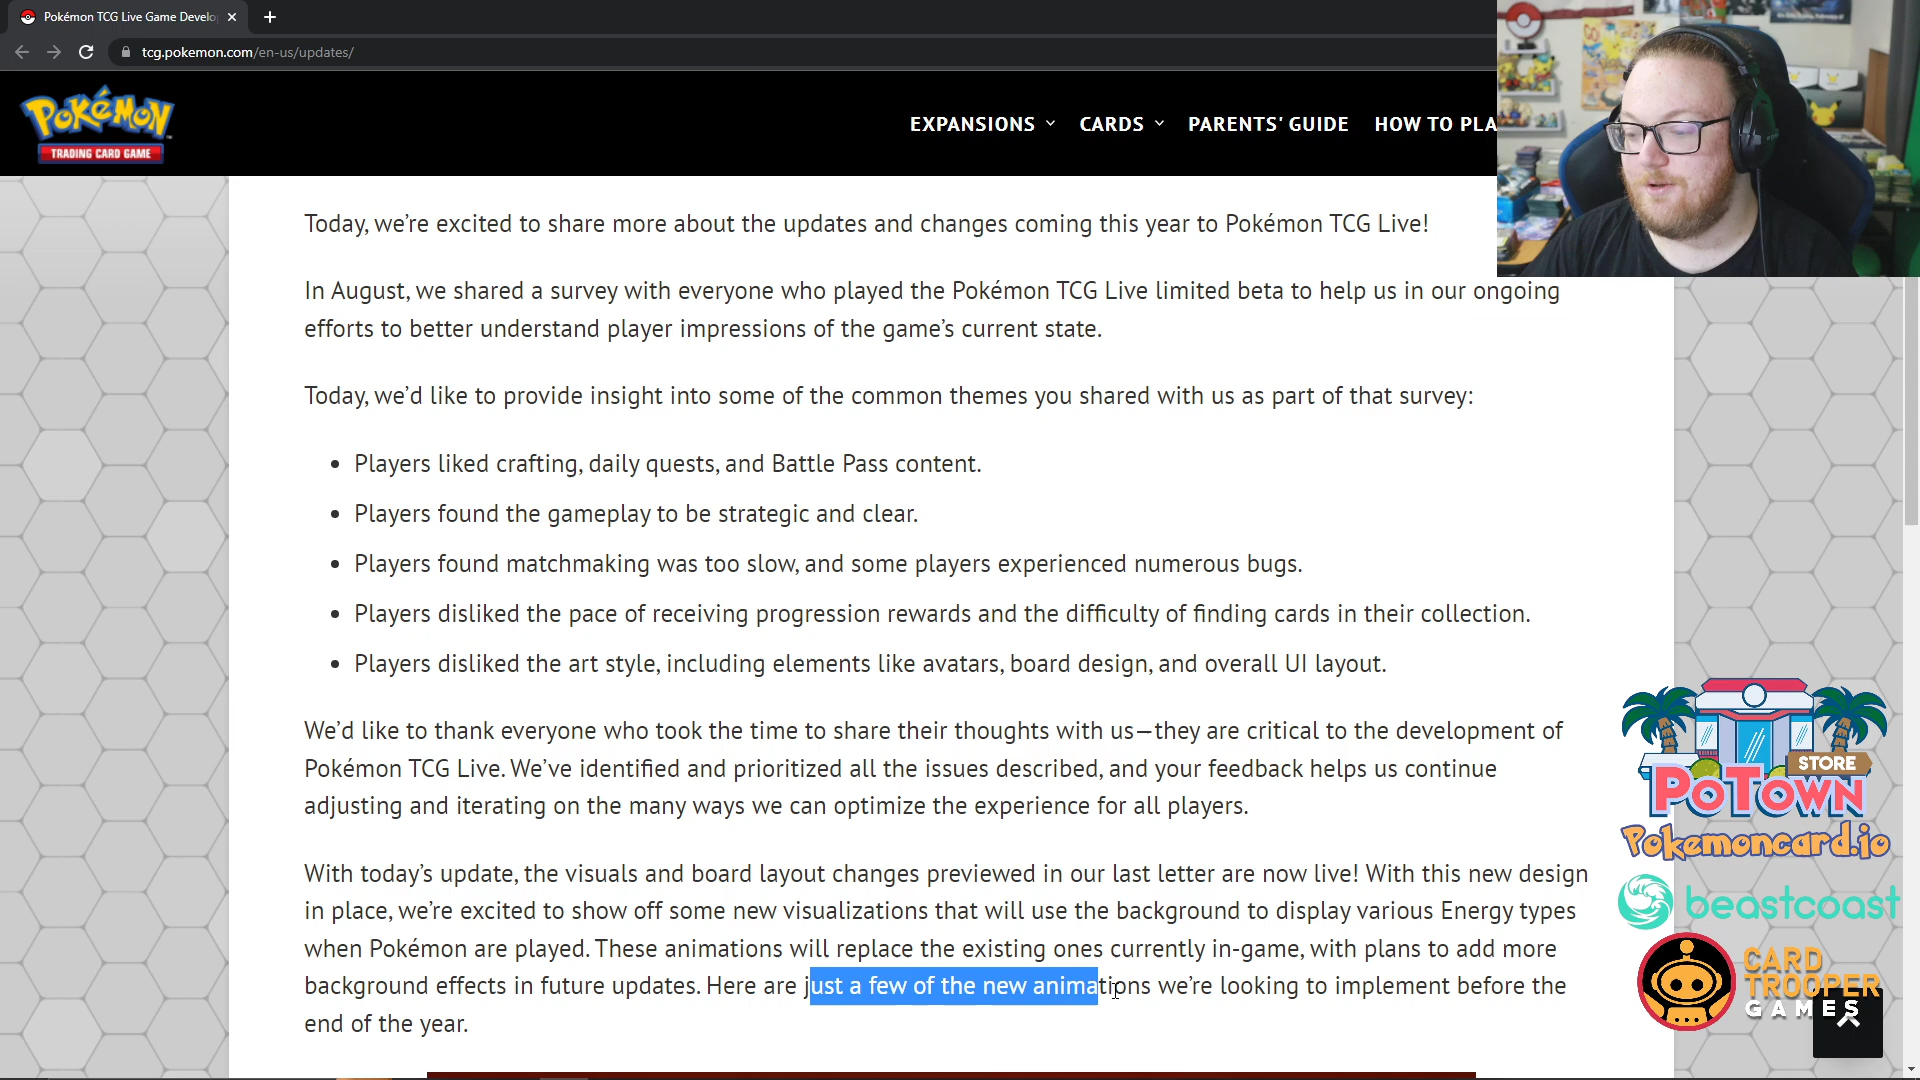 Pokémon TCG Live Game Develo
tcg.pokemon.com/en-us/updates/
POKéMON
TRADING CARD GAME
EXPANSIONS CARDS PARENTS' GUIDE HOW TO PLA
Today, we're excited to share more about the updates and changes coming this year to Pokémon TCG Live!
In August, we shared a survey with everyone who played the Pokémon TCG Live limited beta to help us in our ongoing
efforts to better understand player impressions of the game's current state.
Today, we'd like to provide insight into some of the common themes you shared with us as part of that survey:
• Players liked crafting, daily quests, and Battle Pass content.
• Players found the gameplay to be strategic and clear.
• Players found matchmaking was too slow, and some players experienced numerous bugs.
• Players disliked the pace of receiving progression rewards and the difficulty of finding cards in their collection.
• Players disliked the art style, including elements like avatars, board design, and overall UI layout.
We'd like to thank everyone who took the time to share their thoughts with us—they are critical to the development of
Pokémon TCG Live. We've identified and prioritized all the issues described, and your feedback helps us continue
adjusting and iterating on the many ways we can optimize the experience for all players.
With today's update, the visuals and board layout changes previewed in our last letter are now live! With this new design
in place, we're excited to show off some new visualizations that will use the background to display various Energy types
when Pokémon are played. These animations will replace the existing ones currently in-game, with plans to add more
background effects in future updates. Here are just a few of the new animations we're looking to implement before the
end of the year.
STORE
POTOWN
Pokemoncard.io
beastcoast
CARD
TROOPER
GAMES